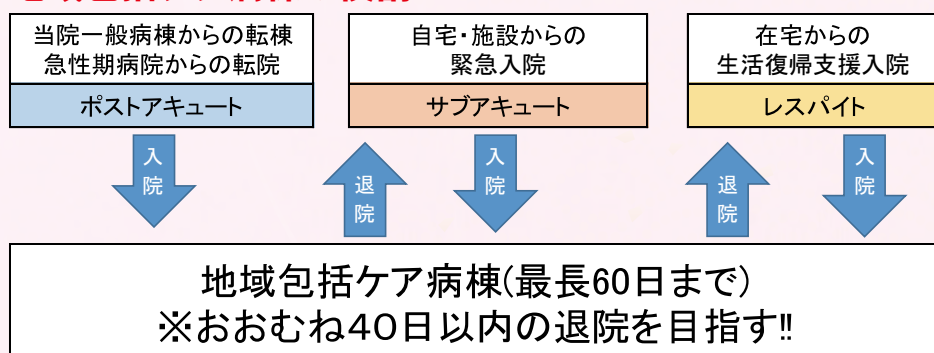 当院一般病棟からの転棟
急性期病院からの転院
ポストアキュート
自宅・施設からの
緊急入院
サブアキュート
在宅からの
生活復帰支援入院
レスパイト
入院
退院
入院
退院
入院
地域包括ケア病棟(最長60日まで)
※おおむね40日以内の退院を目指す!!